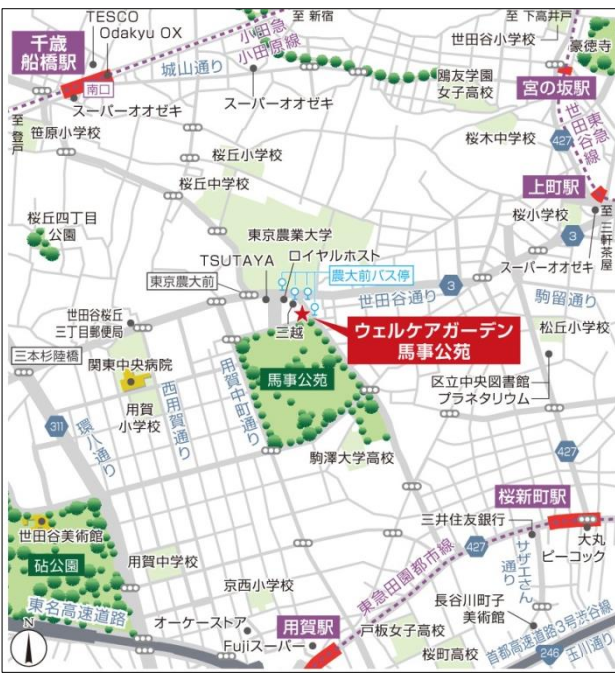 TESCO
Odakyu OX
至 新宿
小田急
小田原線
至 下高井戸
世田谷小学校
豪徳寺
千歳
船橋駅
城山通り
南口
スーパーオオゼキ
スーパーオオゼキ
鴎友学園
女子高校
宮の坂駅
東急
世田谷線
427
至 登戸
笹原小学校
桜丘小学校
桜木中学校
上町駅
桜丘中学校
桜丘四丁目
公園
東京農業大学
桜小学校
3
至 三軒茶屋
TSUTAYA
ロイヤルホスト
東京農大前
農大前バス停
スーパーオオゼキ
世田谷通り
3
駒留通り
世田谷桜丘
三丁目郵便局
三越
ウェルケアガーデン
馬事公苑
松丘小学校
三本杉陸橋
関東中央病院
馬事公苑
区立中央図書館
プラネタリウム
用賀
小学校
西用賀通り
用賀中町通り
311
環八通り
駒澤大学高校
427
桜新町駅
三井住友銀行
世田谷美術館
砧公園
用賀中学校
東急田園都市線
427
サザエさん
通り
大丸
ピーコック
京西小学校
東名高速道路
オーケーストア
用賀駅
戸板女子高校
長谷川町子
美術館
首都高速道路3号渋谷線
N
Fujiスーパー
桜町高校
246
玉川通り